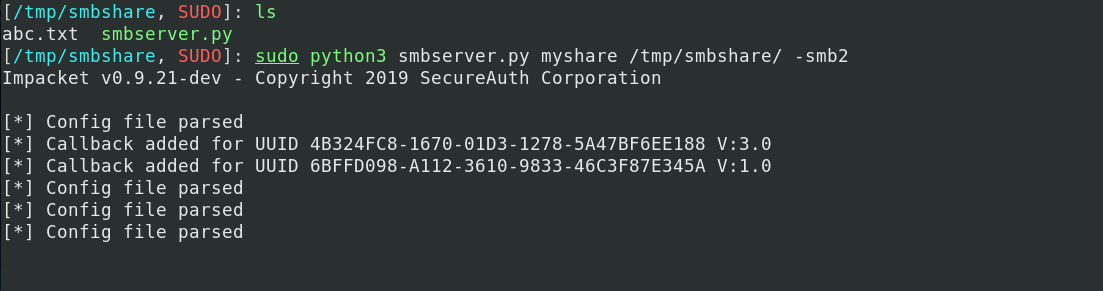 [/tmp/smbshare, SUDO]: ls
abc.txt  smbserver.py
[/tmp/smbshare, SUDO]: sudo python3 smbserver.py myshare /tmp/smbshare/ -smb2
Impacket v0.9.21-dev - Copyright 2019 SecureAuth Corporation
[*] Config file parsed
[*] Callback added for UUID 4B324FC8-1670-01D3-1278-5A47BF6EE188 V:3.0
[*] Callback added for UUID 6BFFD098-A112-3610-9833-46C3F87E345A V:1.0
[*] Config file parsed
[*] Config file parsed
[*] Config file parsed